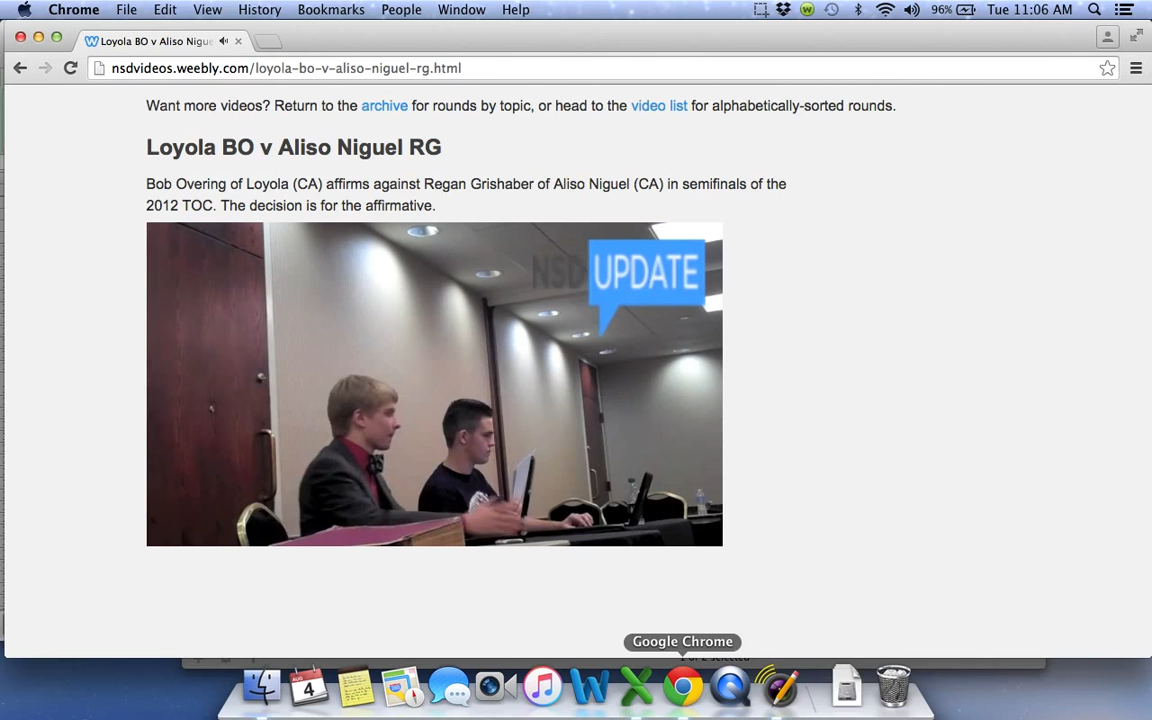 Chrome File Edit View History Bookmarks People Window Help 96% Tue 11:06 AM
Loyola BO v Aliso Nigue
nsdvideos.weebly.com/loyola-bo-v-aliso-niguel-rg.html
Want more videos? Return to the archive for rounds by topic, or head to the video list for alphabetically-sorted rounds.
Loyola BO v Aliso Niguel RG
Bob Overing of Loyola (CA) affirms against Regan Grishaber of Aliso Niguel (CA) in semifinals of the
2012 TOC. The decision is for the affirmative.
NSD UPDATE
Google Chrome
AUG
4